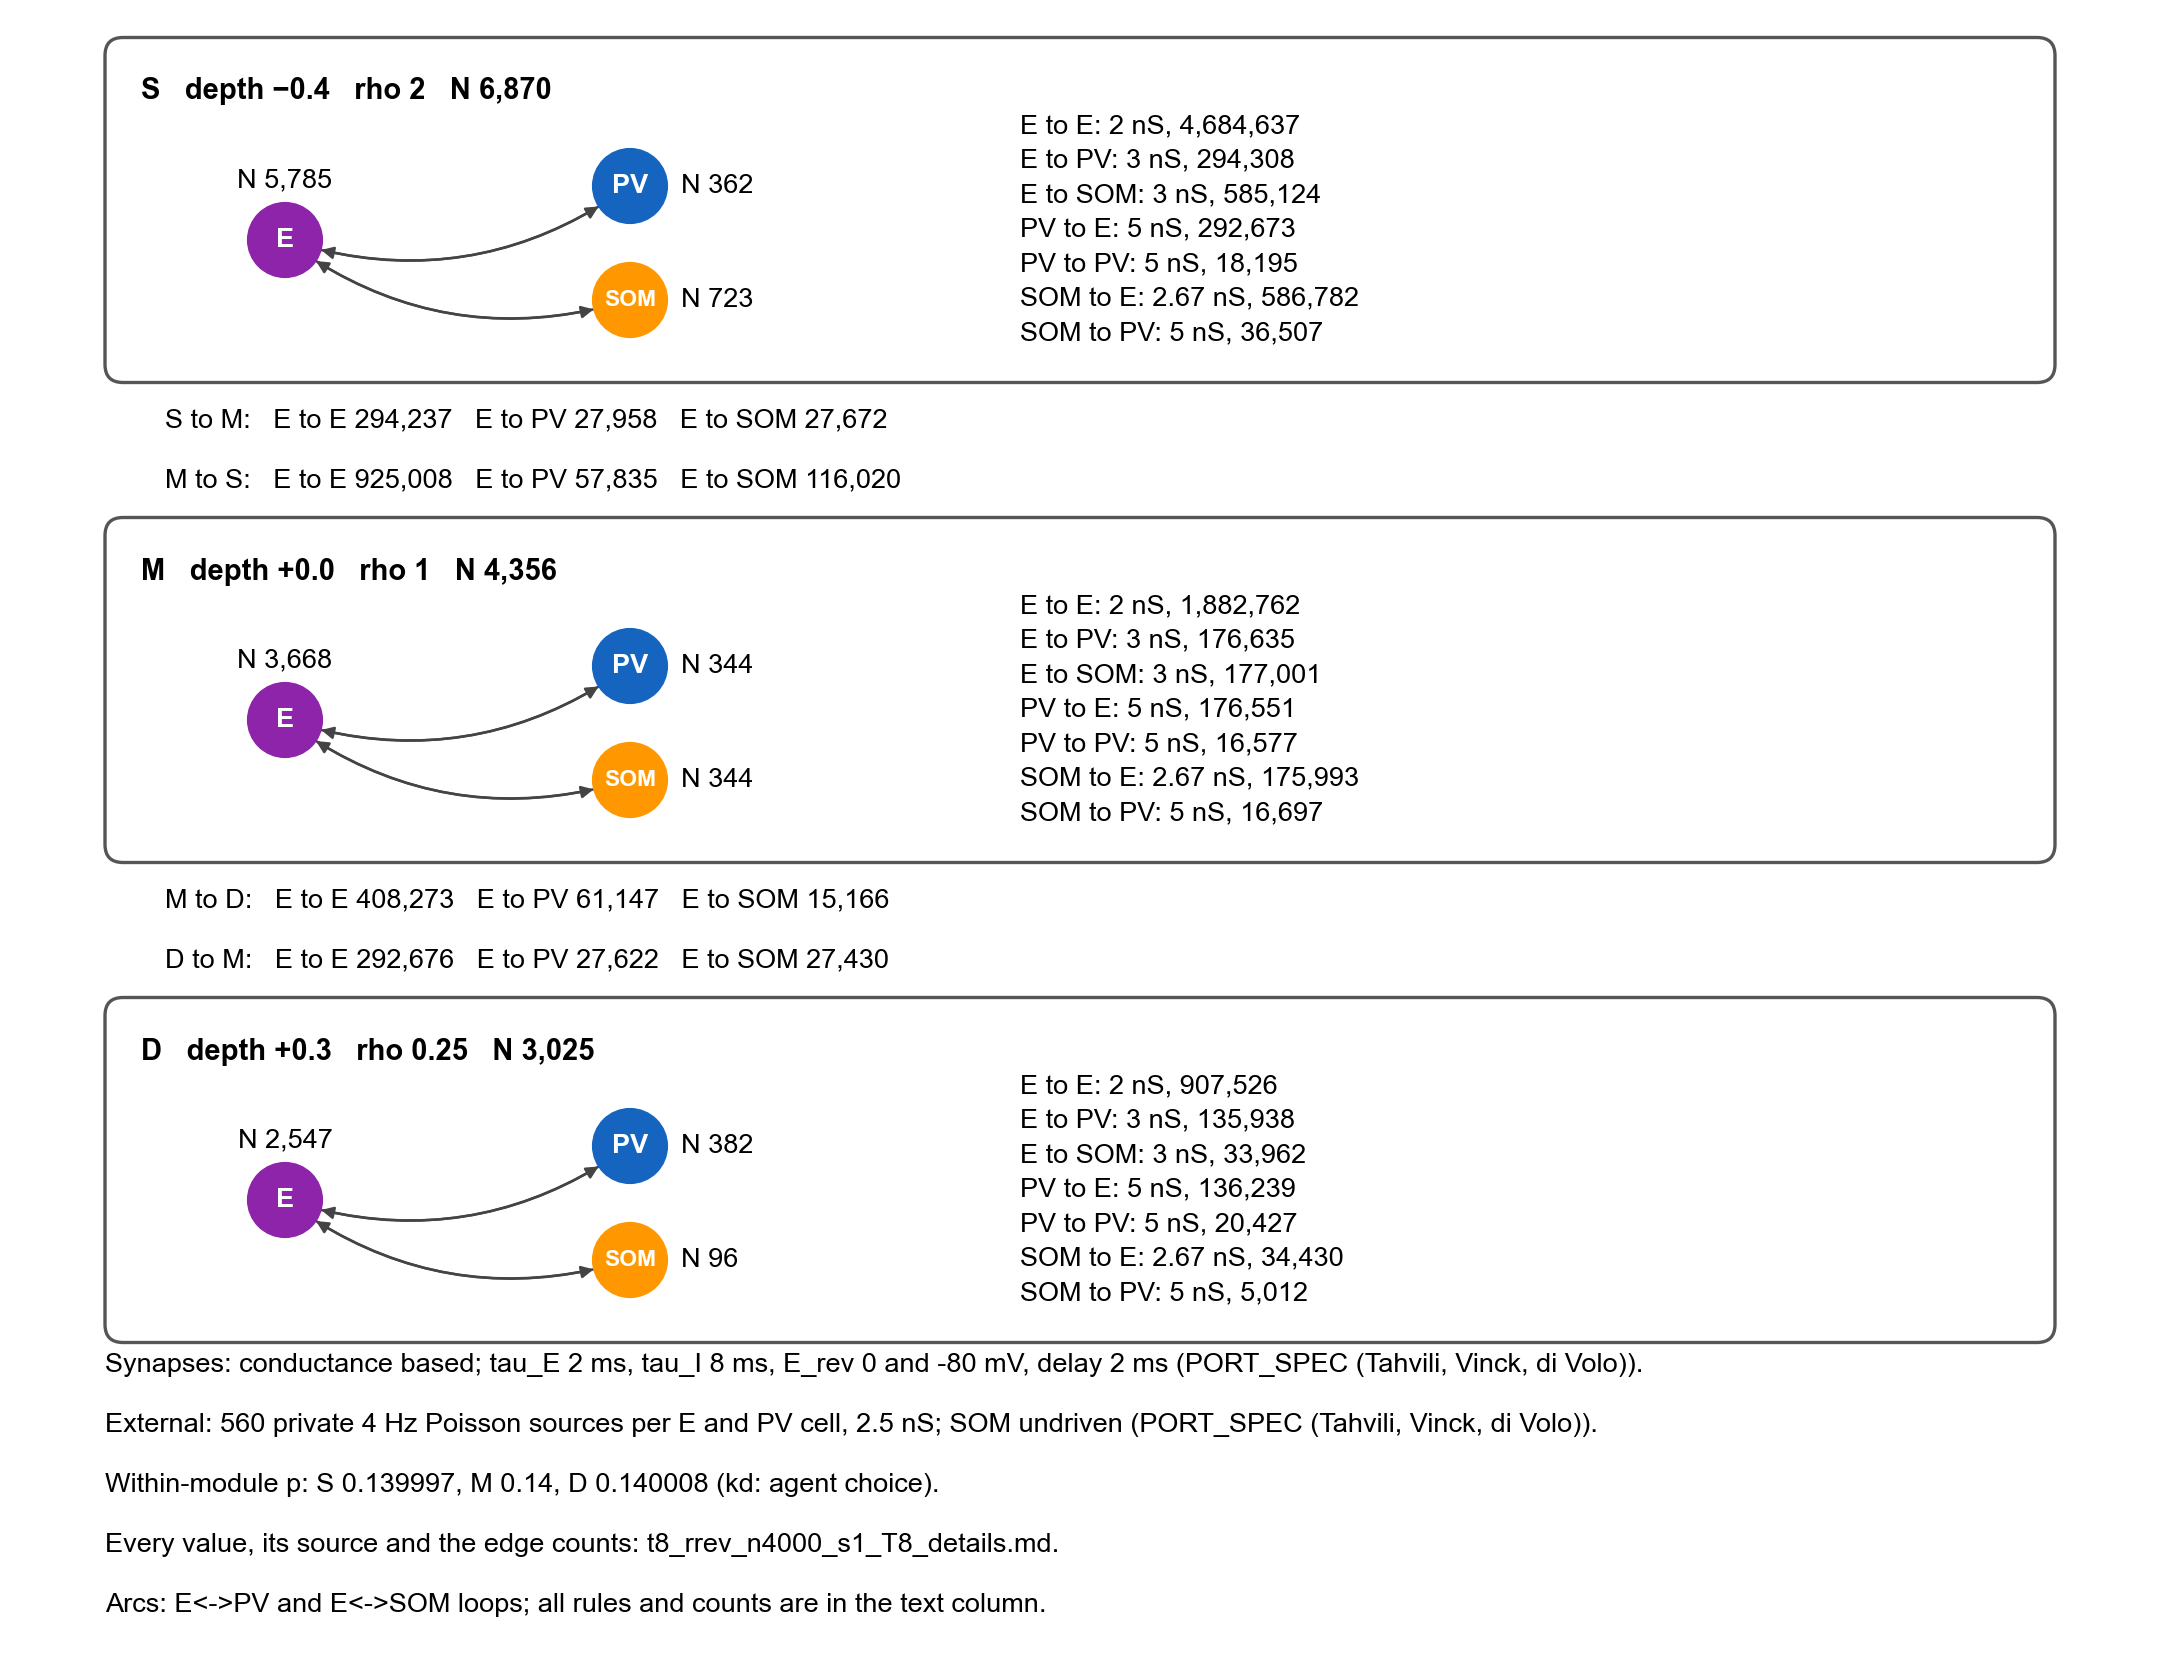 S depth −0.4 rho 2 N 6,870
N 5,785
E
PV
N 362
SOM
N 723
E to E: 2 nS, 4,684,637
E to PV: 3 nS, 294,308
E to SOM: 3 nS, 585,124
PV to E: 5 nS, 292,673
PV to PV: 5 nS, 18,195
SOM to E: 2.67 nS, 586,782
SOM to PV: 5 nS, 36,507
S to M: E to E 294,237 E to PV 27,958 E to SOM 27,672
M to S: E to E 925,008 E to PV 57,835 E to SOM 116,020
M depth +0.0 rho 1 N 4,356
N 3,668
E
PV
N 344
SOM
N 344
E to E: 2 nS, 1,882,762
E to PV: 3 nS, 176,635
E to SOM: 3 nS, 177,001
PV to E: 5 nS, 176,551
PV to PV: 5 nS, 16,577
SOM to E: 2.67 nS, 175,993
SOM to PV: 5 nS, 16,697
M to D: E to E 408,273 E to PV 61,147 E to SOM 15,166
D to M: E to E 292,676 E to PV 27,622 E to SOM 27,430
D depth +0.3 rho 0.25 N 3,025
N 2,547
E
PV
N 382
SOM
N 96
E to E: 2 nS, 907,526
E to PV: 3 nS, 135,938
E to SOM: 3 nS, 33,962
PV to E: 5 nS, 136,239
PV to PV: 5 nS, 20,427
SOM to E: 2.67 nS, 34,430
SOM to PV: 5 nS, 5,012
Synapses: conductance based; tau_E 2 ms, tau_I 8 ms, E_rev 0 and -80 mV, delay 2 ms (PORT_SPEC (Tahvili, Vinck, di Volo)).
External: 560 private 4 Hz Poisson sources per E and PV cell, 2.5 nS; SOM undriven (PORT_SPEC (Tahvili, Vinck, di Volo)).
Within-module p: S 0.139997, M 0.14, D 0.140008 (kd: agent choice).
Every value, its source and the edge counts: t8_rrev_n4000_s1_T8_details.md.
Arcs: E<->PV and E<->SOM loops; all rules and counts are in the text column.